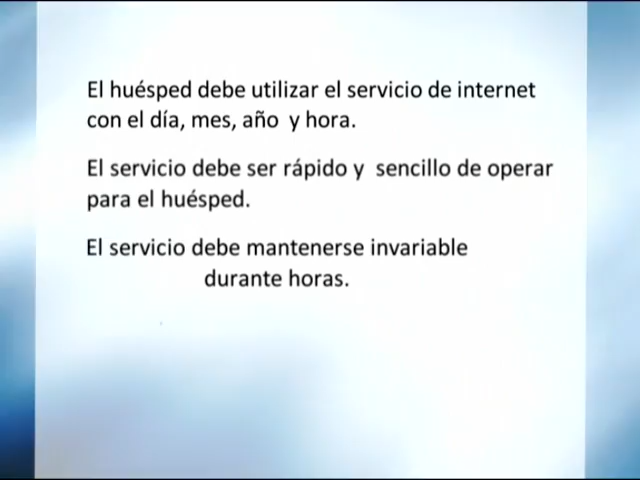 El huésped debe utilizar el servicio de internet
con el día, mes, año y hora.
El servicio debe ser rápido y sencillo de operar
para el huésped.
El servicio debe mantenerse invariable
durante horas.